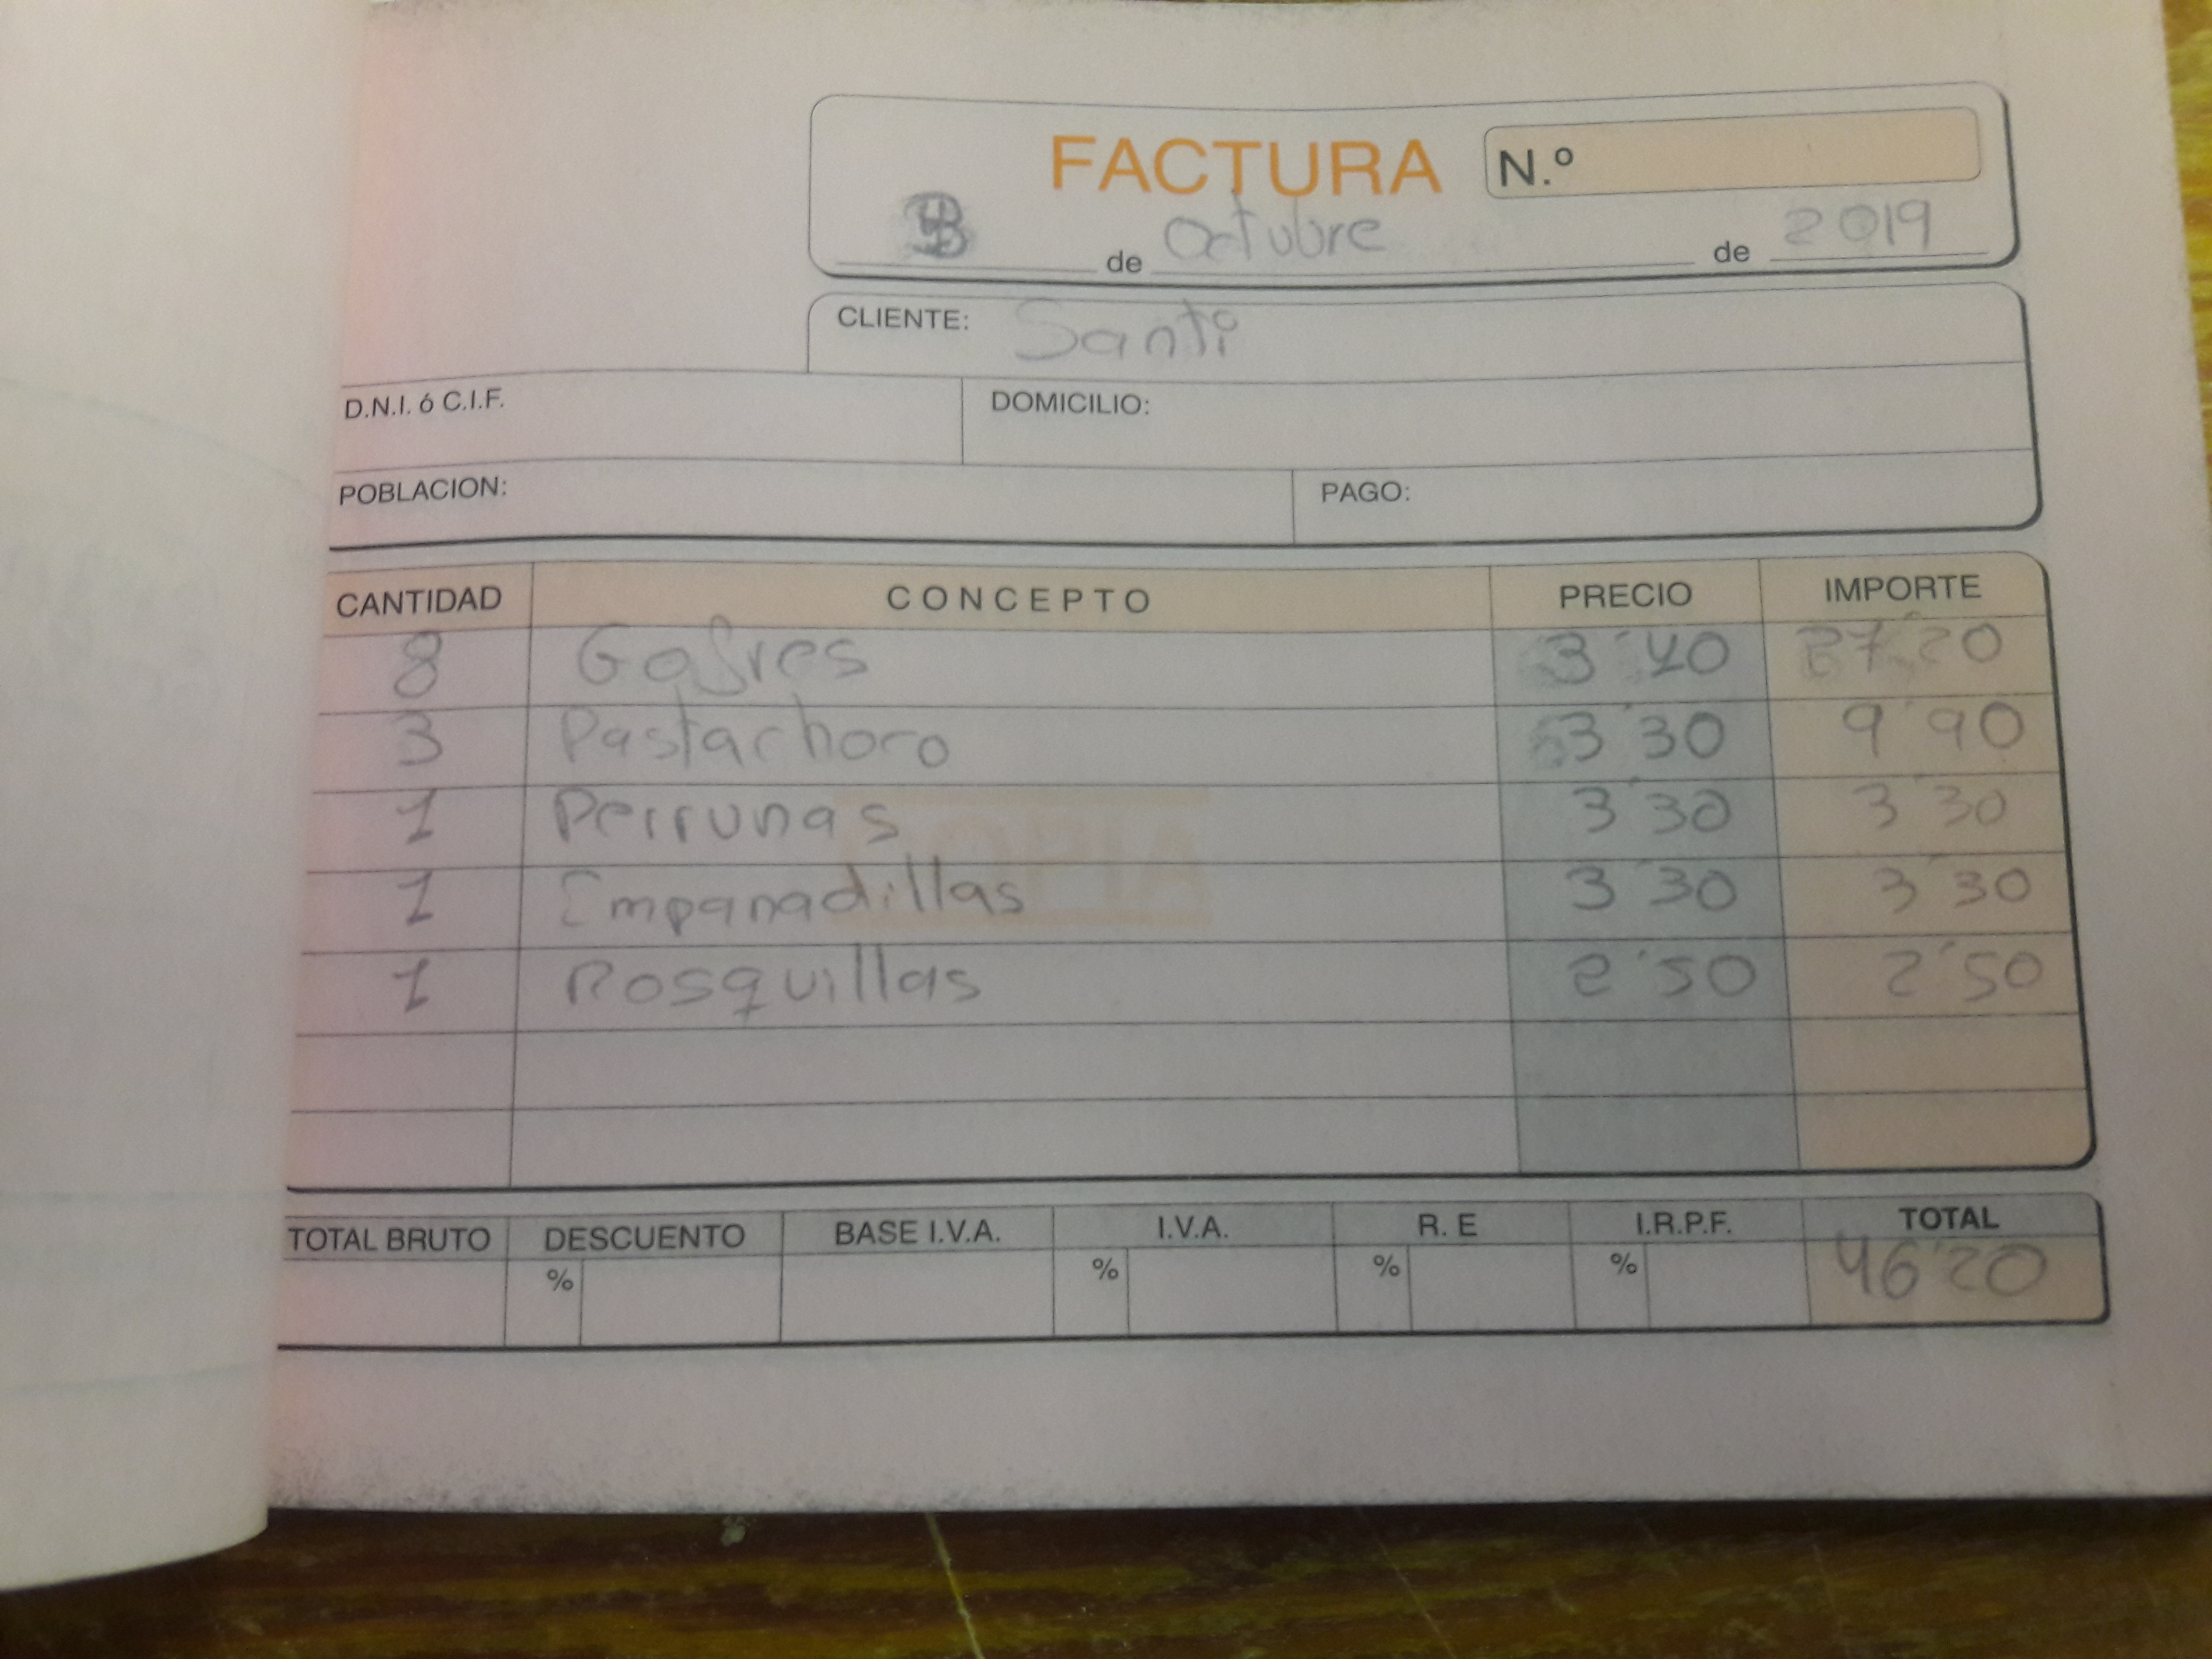 FACTURA N.º
de octubre de 2019
CLIENTE: Santi
D.N.I. ó C.I.F. DOMICILIO:
POBLACION: PAGO:
CANTIDAD CONCEPTO PRECIO IMPORTE
8 Gofres 3'40 27'20
3 Pastachoro 3'30 9'90
1 Perrunas 3'30 3'30
1 Empanadillas 3'30 3'30
1 Rosquillas 2'50 2'50
TOTAL BRUTO DESCUENTO BASE I.V.A. I.V.A. R. E I.R.P.F. TOTAL
% % % % 46'20